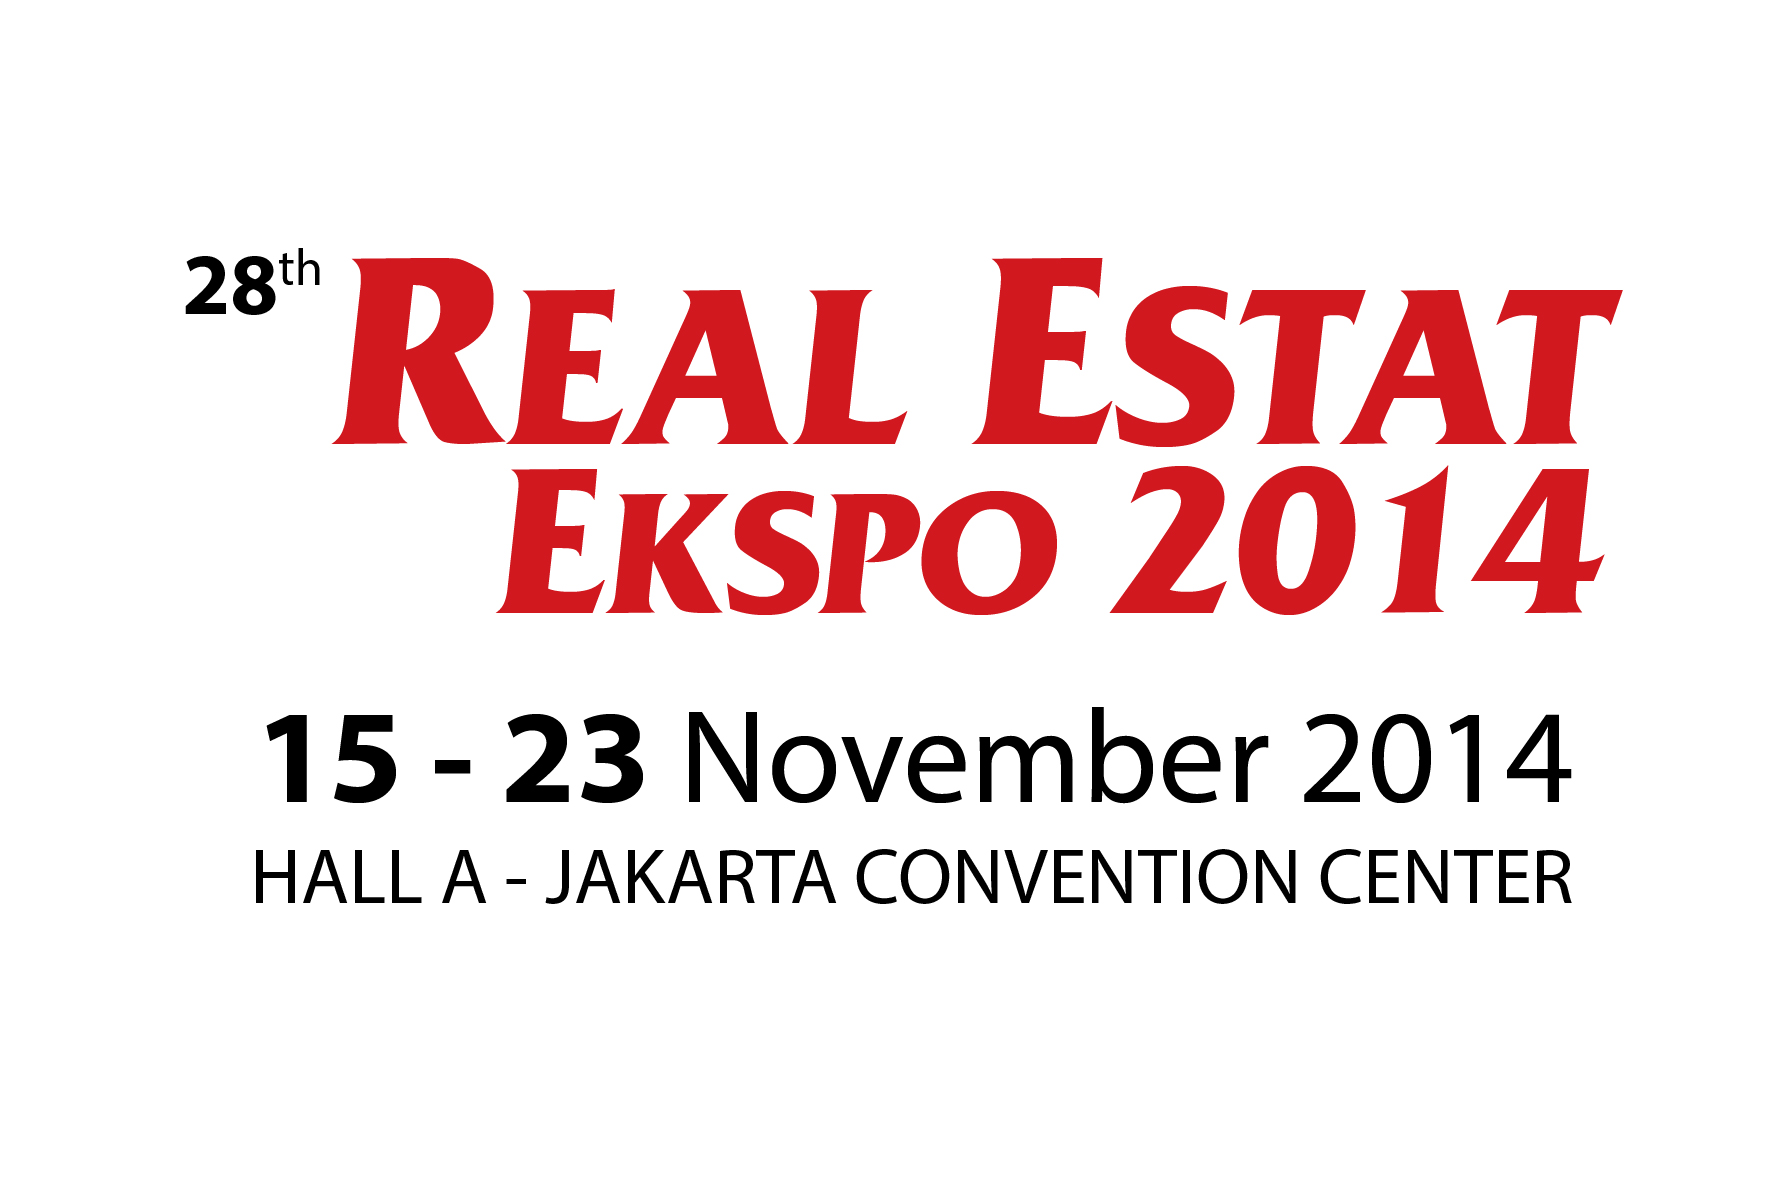 28th REAL ESTAT
EKSPO 2014
15 - 23 November 2014
HALL A - JAKARTA CONVENTION CENTER